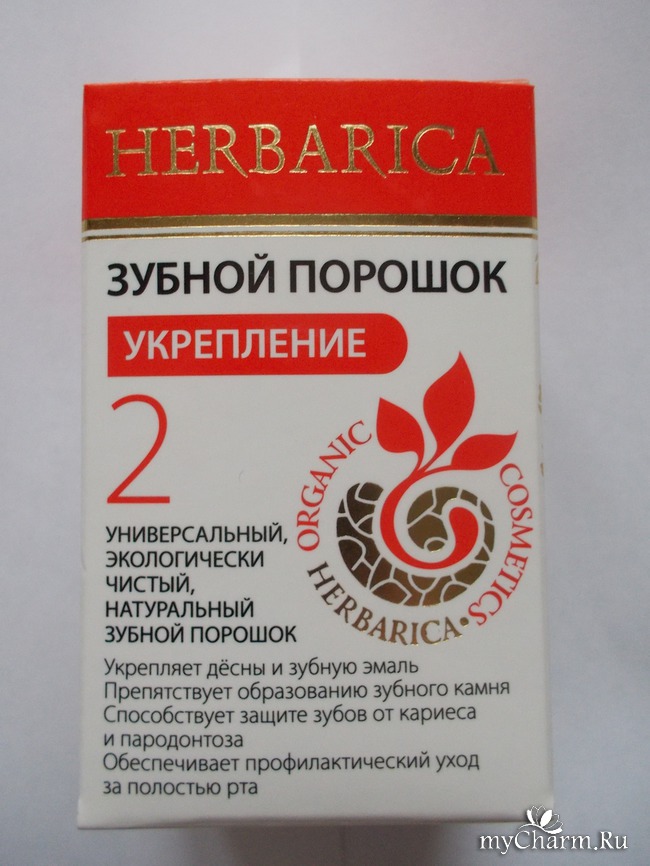 HERBARICA
ЗУБНОЙ ПОРОШОК
УКРЕПЛЕНИЕ
2
ORGANIC COSMETICS
HERBARICA
УНИВЕРСАЛЬНЫЙ,
ЭКОЛОГИЧЕСКИ
ЧИСТЫЙ,
НАТУРАЛЬНЫЙ
ЗУБНОЙ ПОРОШОК
Укрепляет дёсны и зубную эмаль
Препятствует образованию зубного камня
Способствует защите зубов от кариеса
и пародонтоза
Обеспечивает профилактический уход
за полостью рта
myCharm.Ru